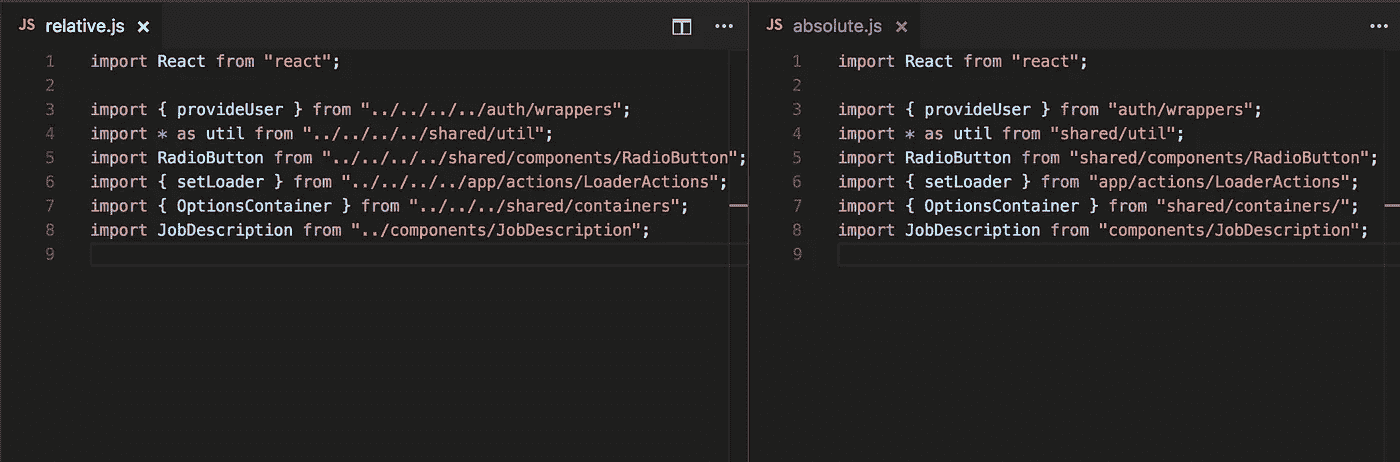 JS relative.js ×
1 import React from "react";
2
3 import { provideUser } from "../../../../auth/wrappers";
4 import * as util from "../../../../shared/util";
5 import RadioButton from "../../../../shared/components/RadioButton";
6 import { setLoader } from "../../../../app/actions/LoaderActions";
7 import { OptionsContainer } from "../../../shared/containers";
8 import JobDescription from "../components/JobDescription";
9
JS absolute.js ×
1 import React from "react";
2
3 import { provideUser } from "auth/wrappers";
4 import * as util from "shared/util";
5 import RadioButton from "shared/components/RadioButton";
6 import { setLoader } from "app/actions/LoaderActions";
7 import { OptionsContainer } from "shared/containers/";
8 import JobDescription from "components/JobDescription";
9